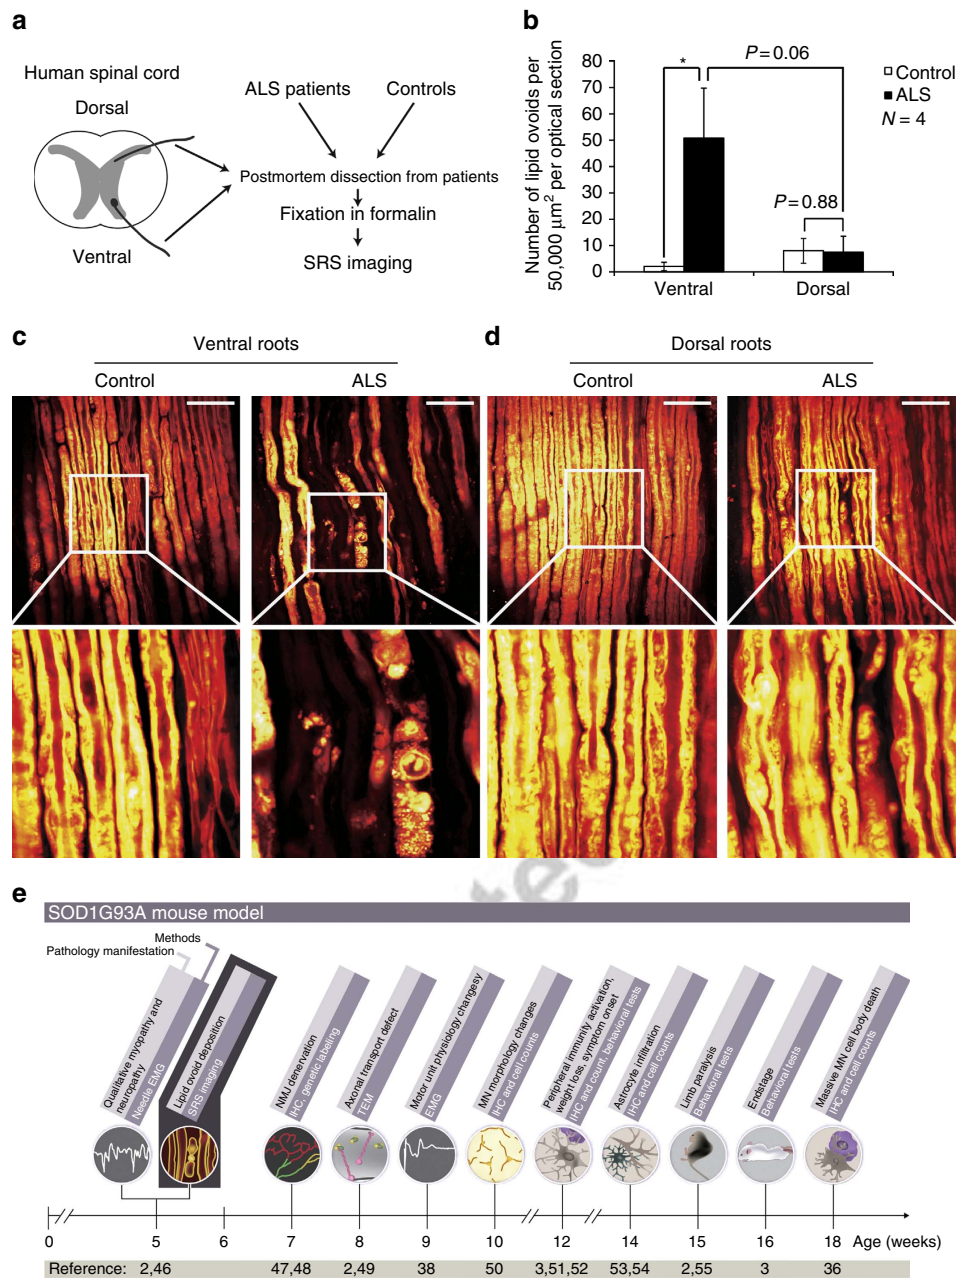 a
Human spinal cord
Dorsal
Ventral
ALS patients
Controls
Postmortem dissection from patients
Fixation in formalin
SRS imaging
b
Number of lipid ovoids per
50,000 μm² per optical section
80
70
60
50
40
30
20
10
0
*
P = 0.06
P = 0.88
Control
ALS
N = 4
Ventral
Dorsal
c
Ventral roots
Control
ALS
d
Dorsal roots
Control
ALS
e
SOD1G93A mouse model
Methods
Pathology manifestation
Qualitative myopathy and
neuropathy
Needle EMG
Lipid ovoid deposition
SRS imaging
NMJ denervation
IHC, genetic labeling
Axonal transport defect
TEM
Motor unit physiology changesy
EMG
MN morphology changes
IHC and cell counts
Peripheral immunity activation,
weight loss, symptom onset
IHC and count, behavioral tests
Astrocyte infiltration
IHC and cell counts
Limb paralysis
Behavioral tests
Endstage
Behavioral tests
Massive MN cell body death
IHC and cell counts
0 5 6 7 8 9 10 12 14 15 16 18 Age (weeks)
Reference: 2,46 47,48 2,49 38 50 3,51,52 53,54 2,55 3 36